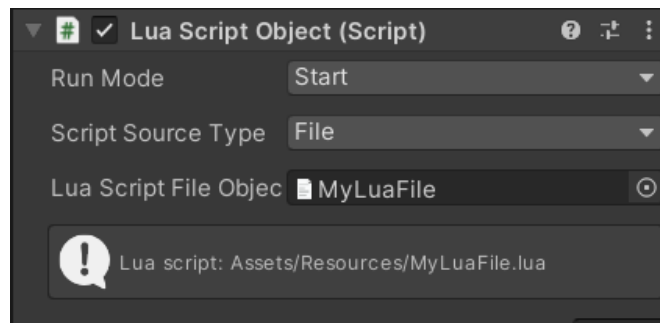 Lua Script Object (Script)
Run Mode Start
Script Source Type File
Lua Script File Objec MyLuaFile
Lua script: Assets/Resources/MyLuaFile.lua